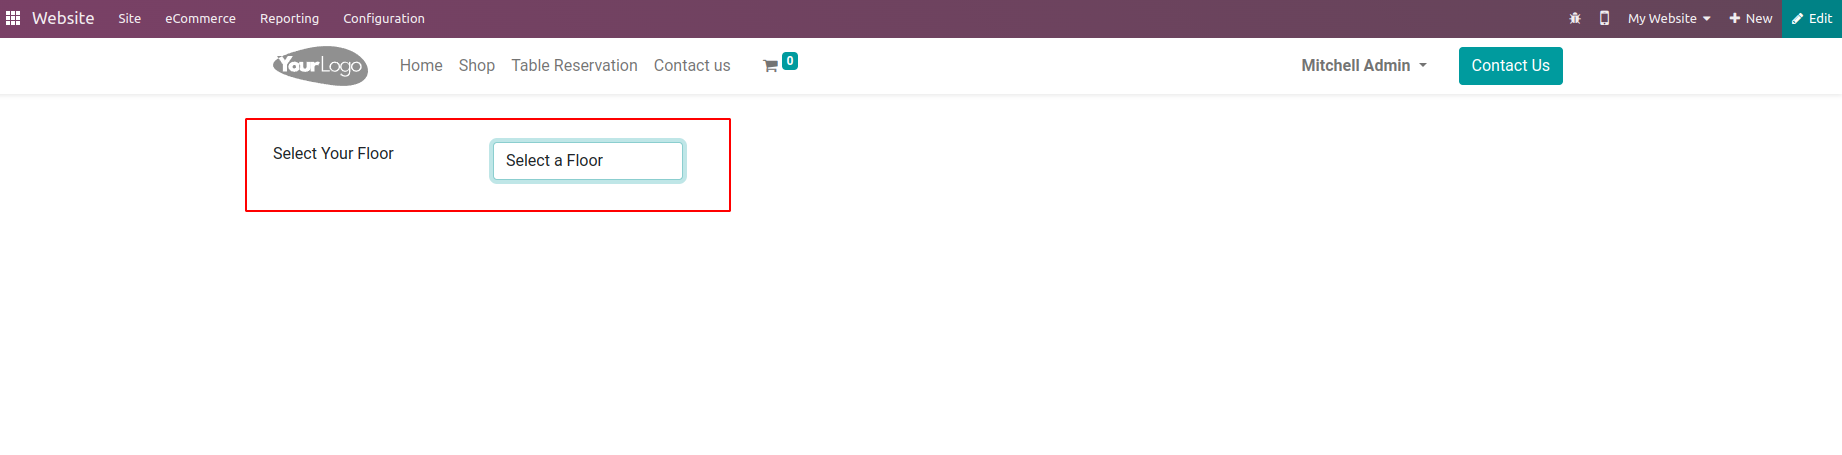 Website Site eCommerce Reporting Configuration My Website New Edit
YourLogo Home Shop Table Reservation Contact us 0 Mitchell Admin Contact Us
Select Your Floor
Select a Floor